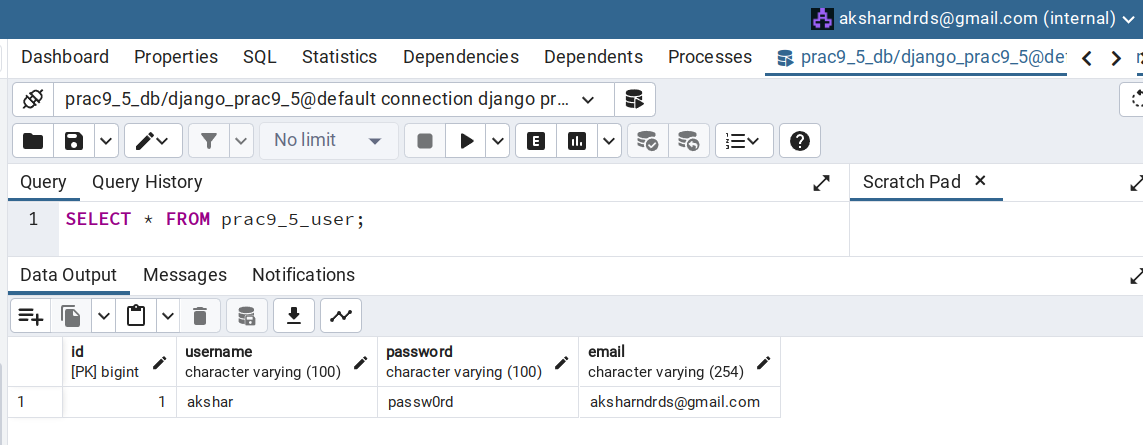 aksharndrds@gmail.com (internal)
Dashboard Properties SQL Statistics Dependencies Dependents Processes prac9_5_db/django_prac9_5@de
prac9_5_db/django_prac9_5@default connection django pr...
No limit
E
Query Query History Scratch Pad
1 SELECT * FROM prac9_5_user;
Data Output Messages Notifications
id username password email
[PK] bigint character varying (100) character varying (100) character varying (254)
1 1 akshar passw0rd aksharndrds@gmail.com